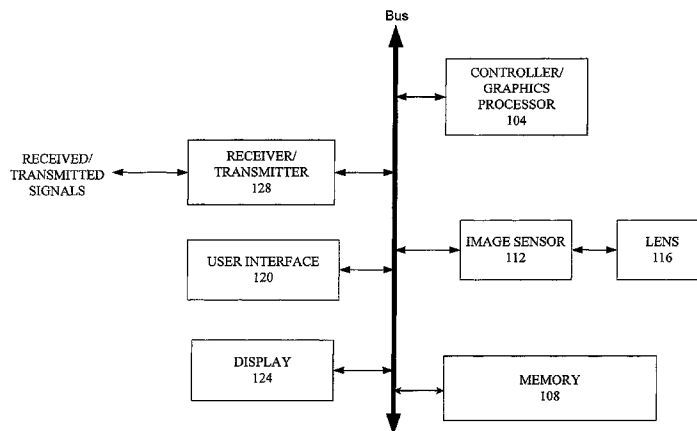 Bus
CONTROLLER/
GRAPHICS
PROCESSOR
104
RECEIVED/
TRANSMITTED
SIGNALS
RECEIVER/
TRANSMITTER
128
IMAGE SENSOR
112
LENS
116
USER INTERFACE
120
DISPLAY
124
MEMORY
108